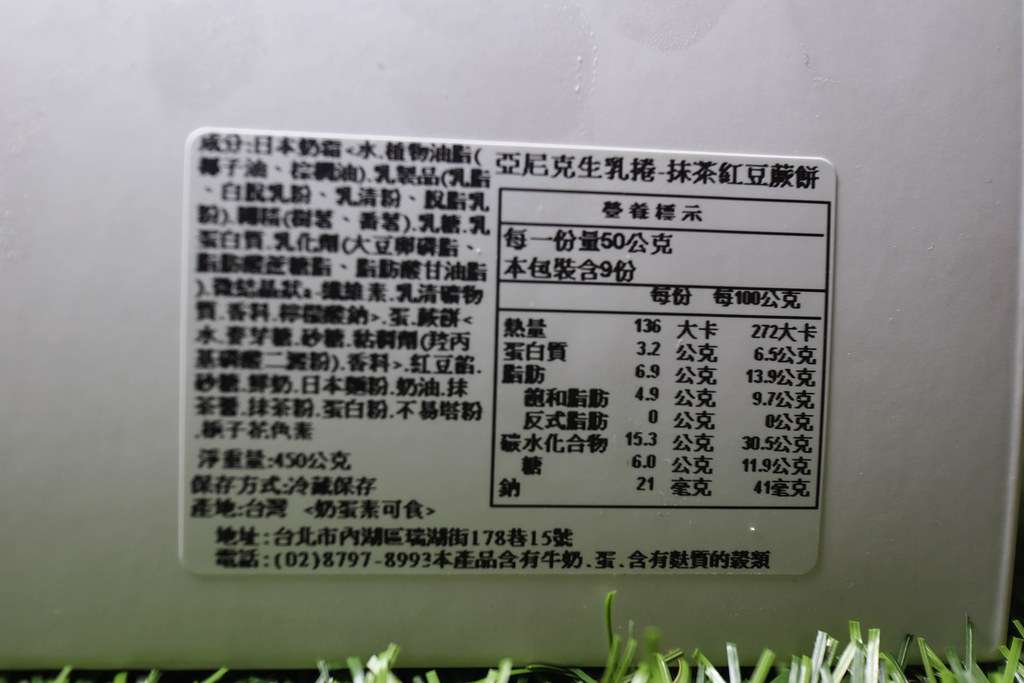 成分:日本奶霜<水.植物油脂(
椰子油、棕櫚油).乳製品(乳脂
、白脫乳粉、乳清粉、脫脂乳
粉).糊精(樹薯、番薯).乳糖.乳
蛋白質.乳化劑(大豆卵磷脂、
脂肪酸蔗糖脂、脂肪酸甘油脂
).微結晶狀a-纖維素.乳清礦物
質.香料.檸檬酸鈉>.蛋.蕨餅<
水.麥芽糖.砂糖.黏稠劑(羥丙
基磷酸二澱粉).香料>.紅豆餡.
砂糖.鮮奶.日本麵粉.奶油.抹
茶醬.抹茶粉.蛋白粉.不易塔粉
.梔子花色素
淨重量:450公克
保存方式:冷藏保存
產地:台灣 <奶蛋素可食>
亞尼克生乳捲-抹茶紅豆蕨餅
營養標示
每一份量50公克
本包裝含9份
每份 每100公克
熱量 136 大卡 272大卡
蛋白質 3.2 公克 6.5公克
脂肪 6.9 公克 13.9公克
飽和脂肪 4.9 公克 9.7公克
反式脂肪 0 公克 0公克
碳水化合物 15.3 公克 30.5公克
糖 6.0 公克 11.9公克
鈉 21 毫克 41毫克
地址:台北市內湖區瑞湖街178巷15號
電話:(02)8797-8993本產品含有牛奶.蛋.含有麩質的穀類